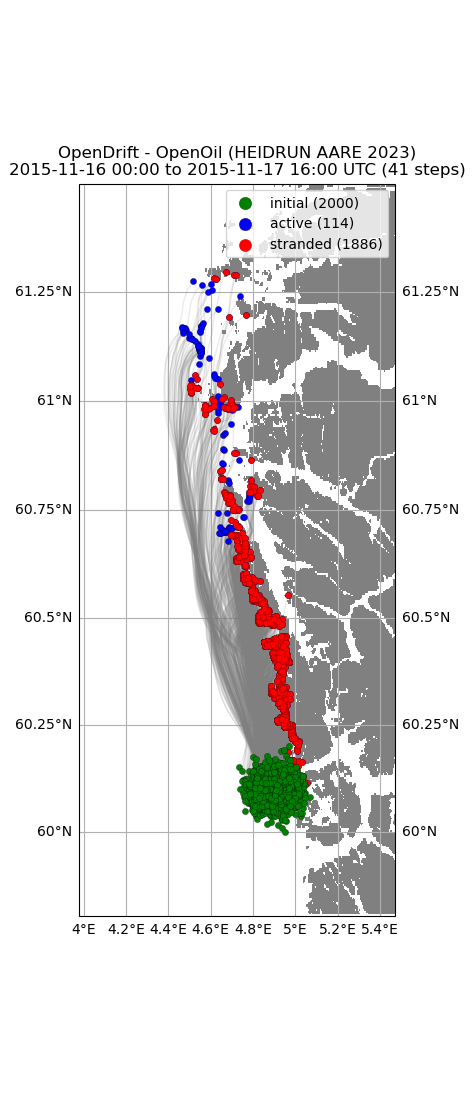 OpenDrift - OpenOil (HEIDRUN AARE 2023)
2015-11-16 00:00 to 2015-11-17 16:00 UTC (41 steps)
initial (2000)
active (114)
stranded (1886)
61.25°N 61.25°N
61°N 61°N
60.75°N 60.75°N
60.5°N 60.5°N
60.25°N 60.25°N
60°N 60°N
4°E 4.2°E 4.4°E 4.6°E 4.8°E 5°E 5.2°E 5.4°E